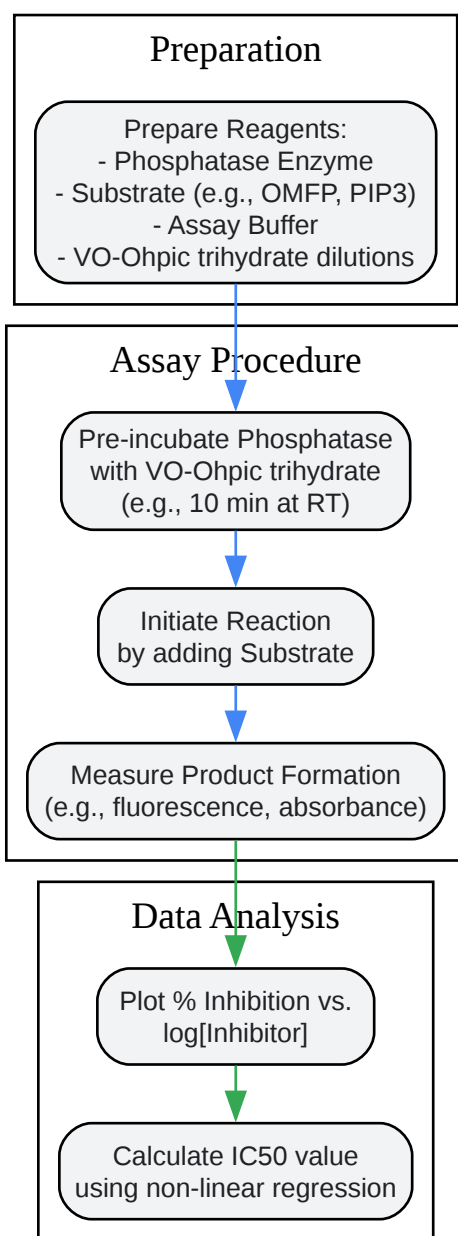 Preparation
Prepare Reagents:
- Phosphatase Enzyme
- Substrate (e.g., OMFP, PIP3)
- Assay Buffer
- VO-Ohpic trihydrate dilutions
Assay Procedure
Pre-incubate Phosphatase
with VO-Ohpic trihydrate
(e.g., 10 min at RT)
Initiate Reaction
by adding Substrate
Measure Product Formation
(e.g., fluorescence, absorbance)
Data Analysis
Plot % Inhibition vs.
log[Inhibitor]
Calculate IC50 value
using non-linear regression